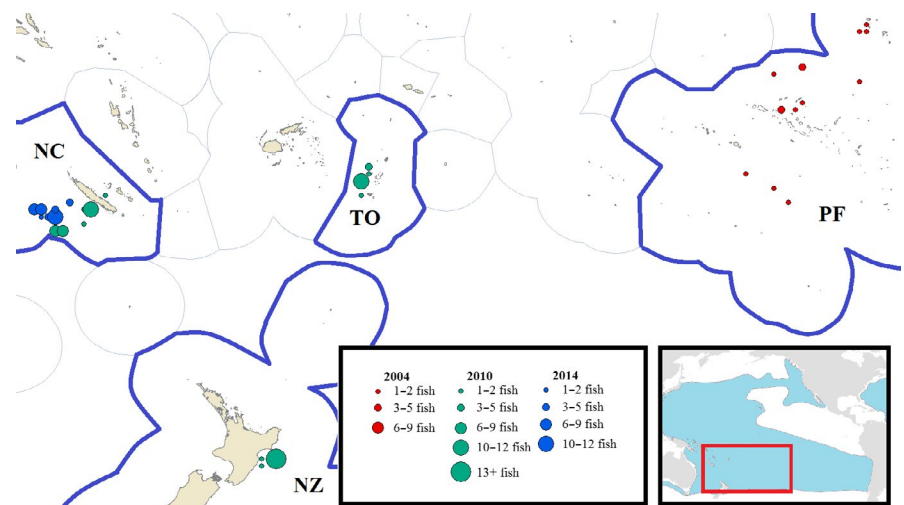 NC
TO
PF
NZ
2004 2010 2014
1–2 fish 1–2 fish 1–2 fish
3–5 fish 3–5 fish 3–5 fish
6–9 fish 6–9 fish 6–9 fish
10–12 fish 10–12 fish
13+ fish